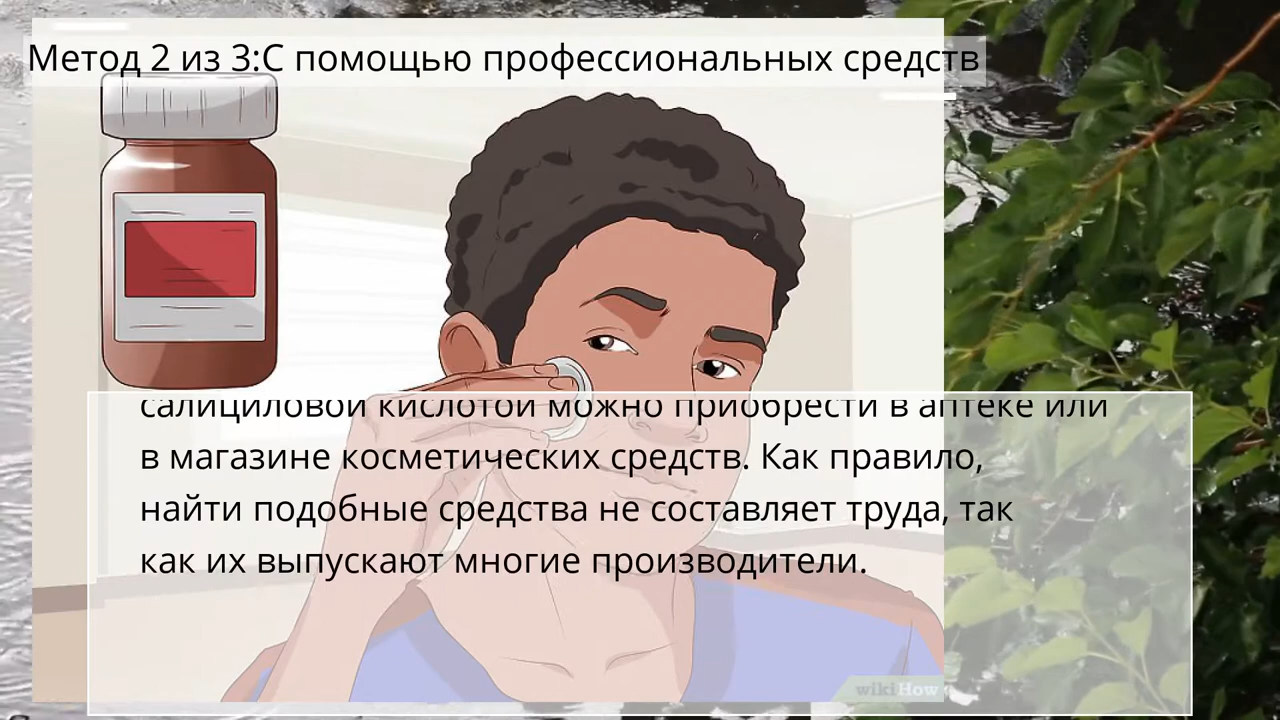 Метод 2 из 3:С помощью профессиональных средств
салициловой кислотой можно приобрести в аптеке или
в магазине косметических средств. Как правило,
найти подобные средства не составляет труда, так
как их выпускают многие производители.
wikiHow